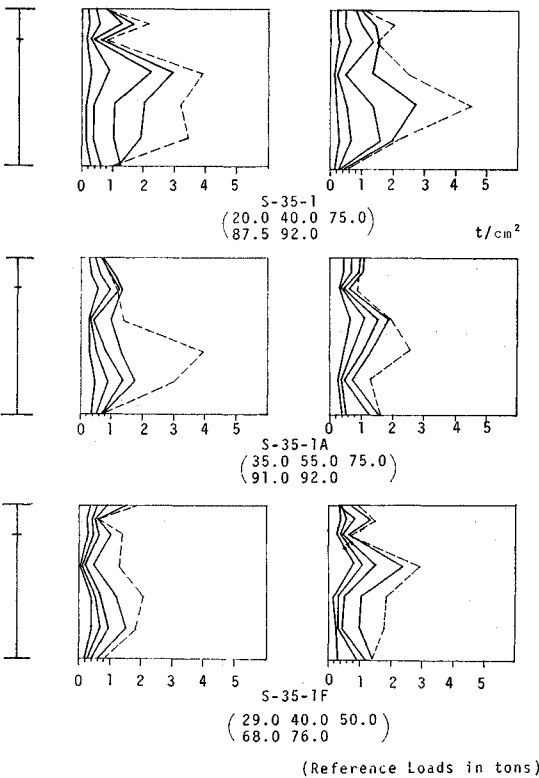 0 1 2 3 4 5
0 1 2 3 4 5
S-35-1
(20.0 40.0 75.0
87.5 92.0)
t/cm²
0 1 2 3 4 5
0 1 2 3 4 5
S-35-1A
(35.0 55.0 75.0
91.0 92.0)
0 1 2 3 4 5
0 1 2 3 4 5
S-35-1F
(29.0 40.0 50.0
68.0 76.0)
(Reference Loads in tons)